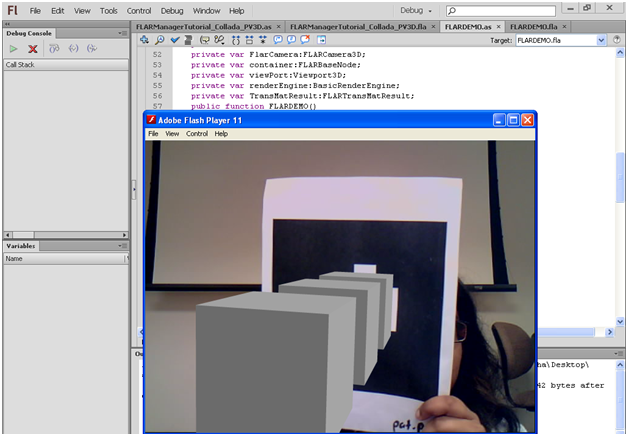 Fl File Edit View Text Commands Control Debug Window Help Debug
Debug Console
Call Stack
Variables
Name
FLARManagerTutorial_Collada_PV3D.as × FLARManagerTutorial_Collada_PV3D.fla × FLARDEMO.as × FLARDEMO.fla ×
Target: FLARDEMO.fla
52 private var FlarCamera:FLARCamera3D;
53 private var container:FLARBaseNode;
54 private var viewPort:Viewport3D;
55 private var renderEngine:BasicRenderEngine;
56 private var TransMatResult:FLARTransMatResult;
57 public function FLARDEMO()
Adobe Flash Player 11
File View Control Help
pat.p
Ou
ha\Desktop\
42 bytes after